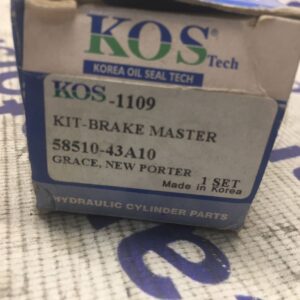 KOS Tech
KOREA OIL SEAL TECH
KOS-1109
KIT-BRAKE MASTER
58510-43A10
GRACE, NEW PORTER
1 SET
Made in Korea
HYDRAULIC CYLINDER PARTS